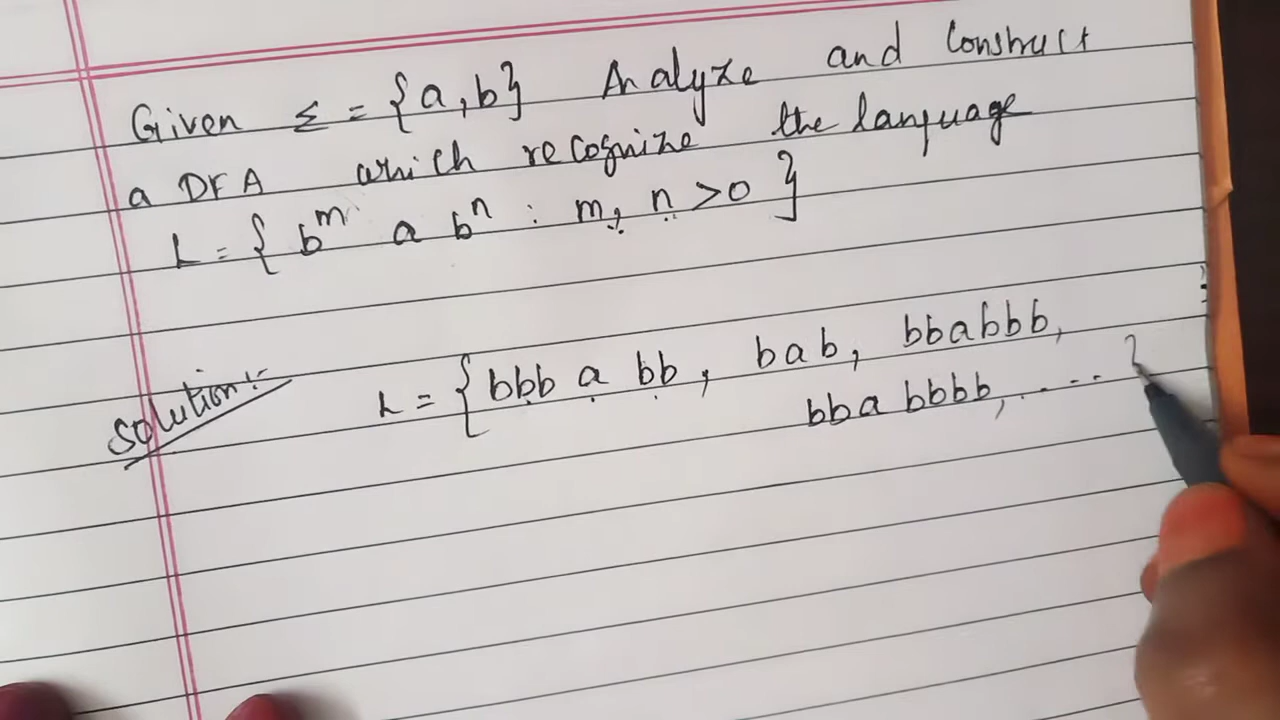 Given Σ = {a, b} Analyze and Construct
a DFA which recognize the language
L = { b^m a b^n : m, n > 0 }
Solution:-
L = { bbb a bb, bab, bbabbb,
bba bbbb, .... }